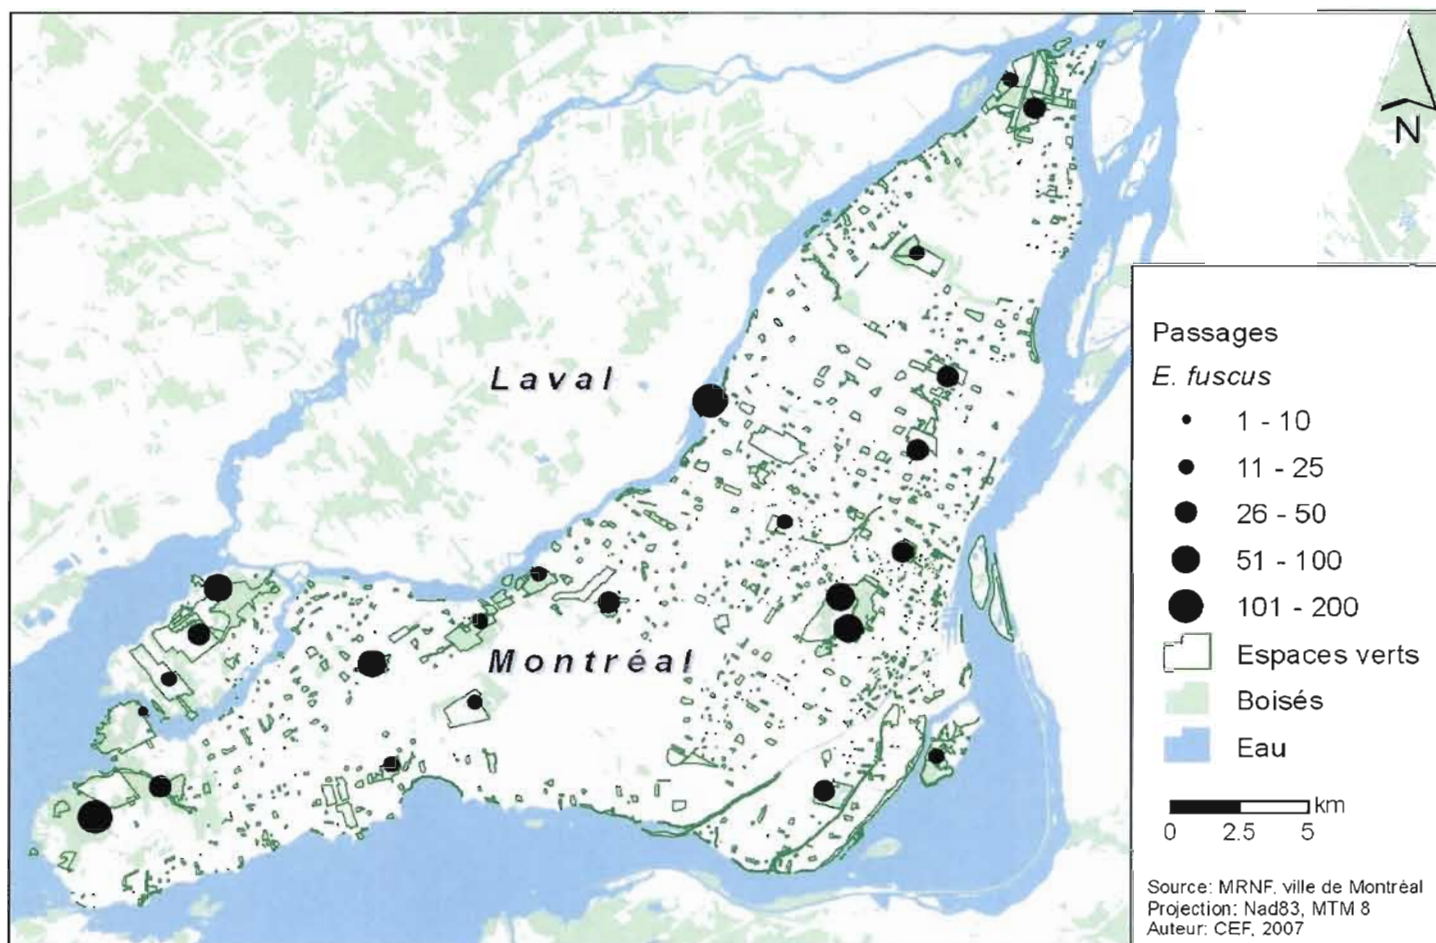 N
Laval
Montréal
Passages
E. fuscus
1 - 10
11 - 25
26 - 50
51 - 100
101 - 200
Espaces verts
Boisés
Eau
km
0 2.5 5
Source: MRNF, ville de Montréal
Projection: Nad83, MTM 8
Auteur: CEF, 2007